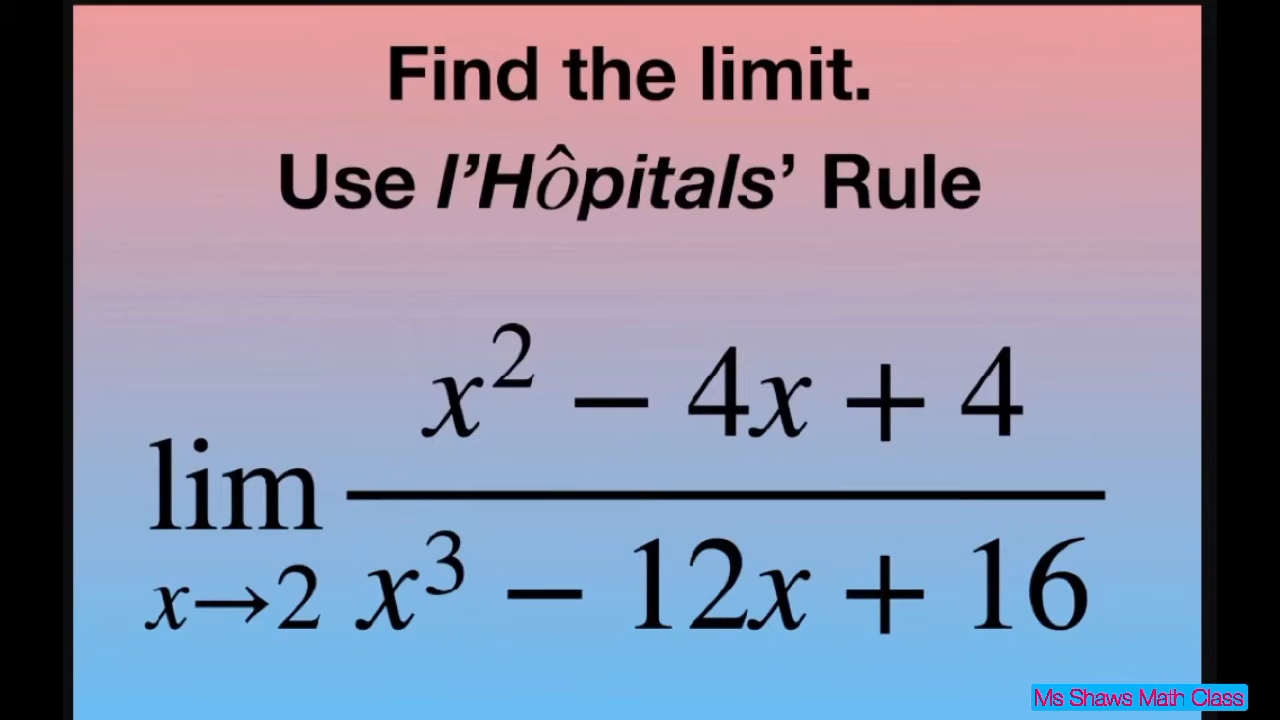 Find the limit.
Use l’Hôpitals’ Rule
x² − 4x + 4
lim
x→2 x³ − 12x + 16
Ms Shaws Math Class